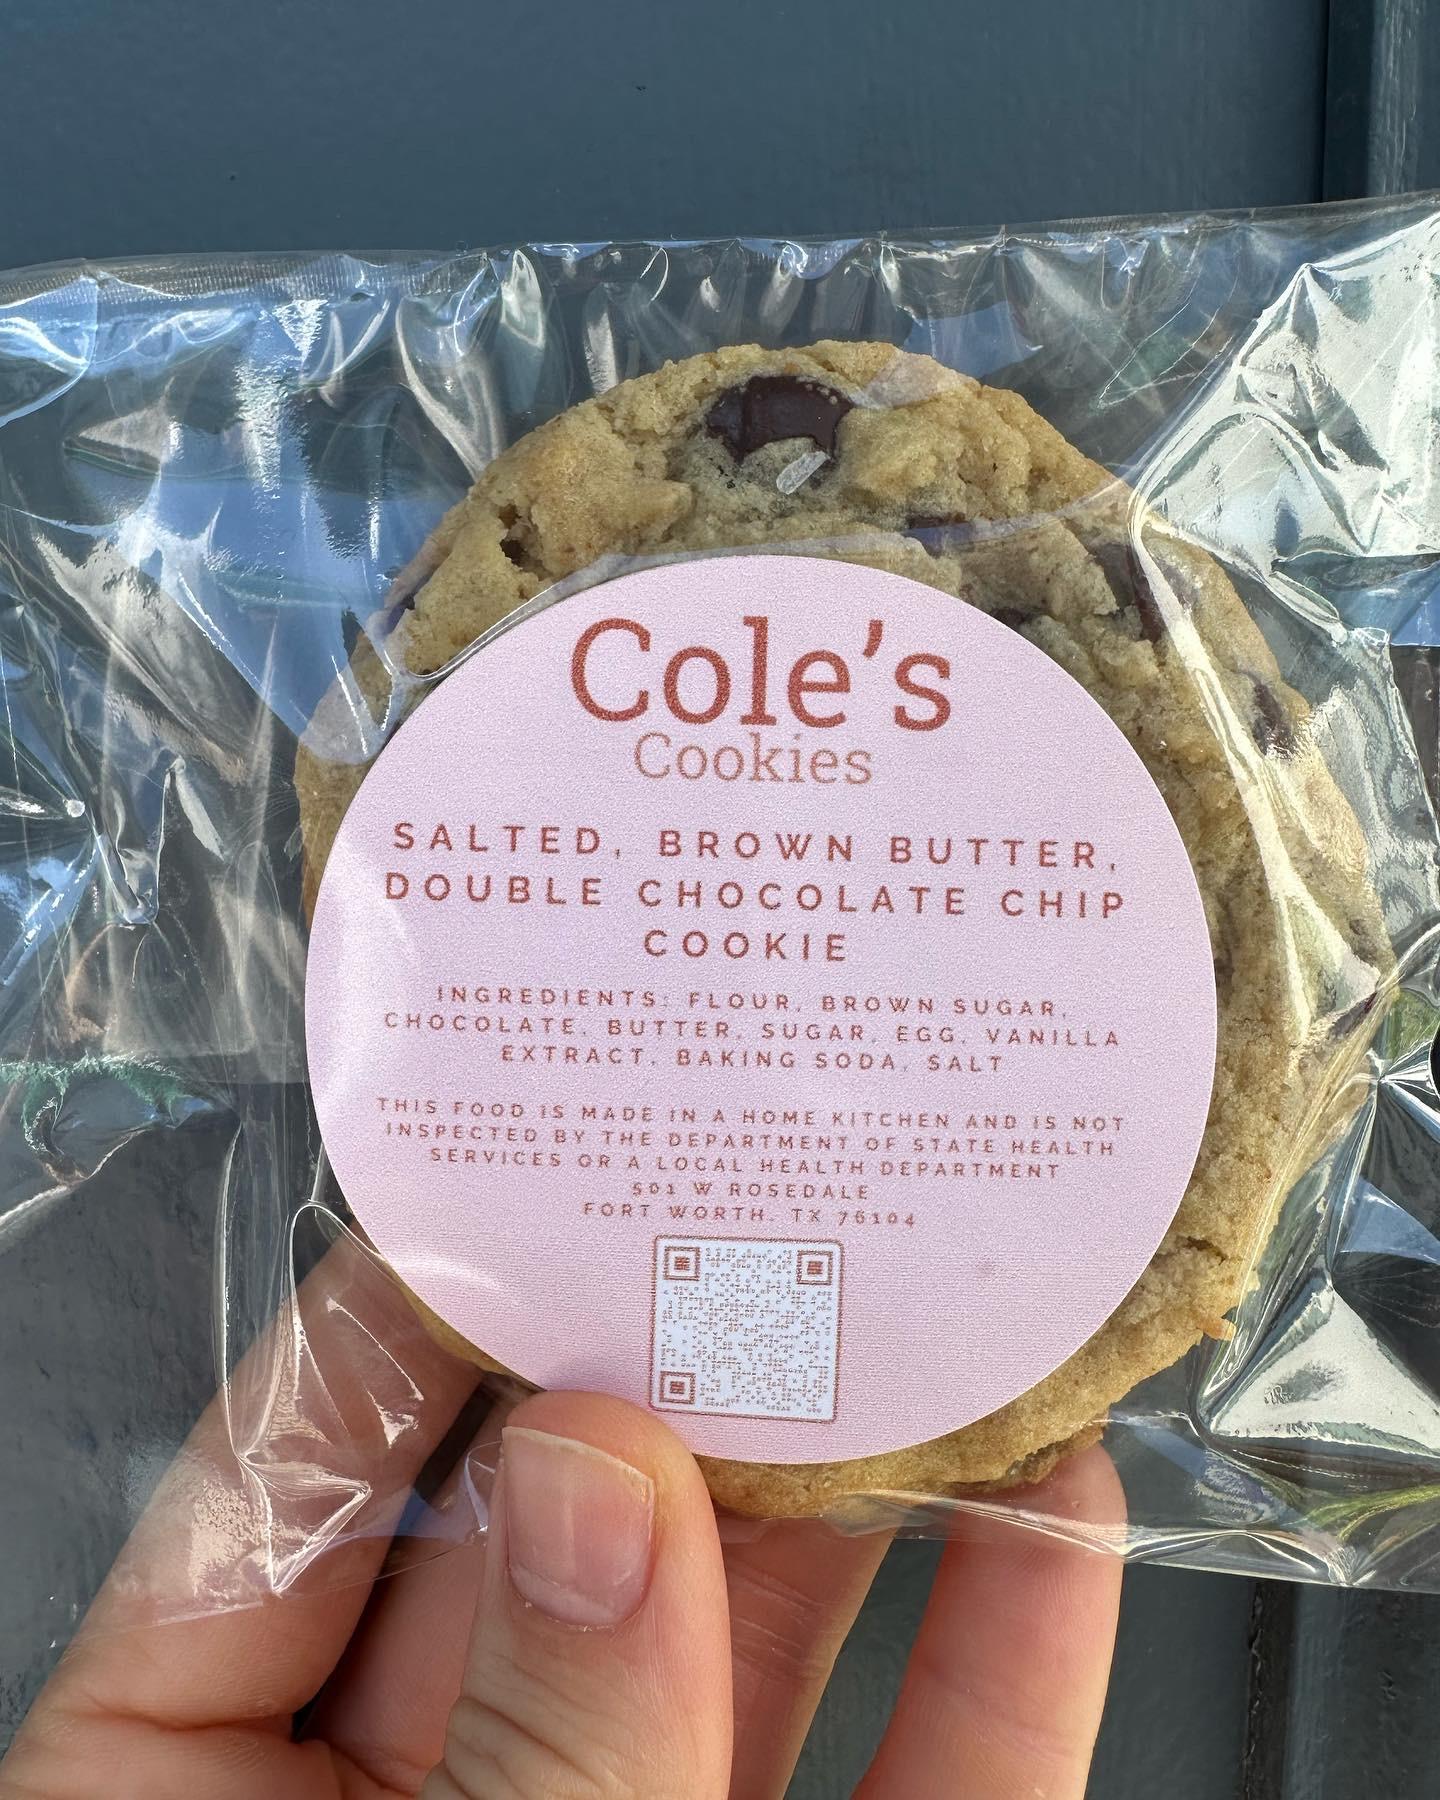 Cole's
Cookies
SALTED, BROWN BUTTER,
DOUBLE CHOCOLATE CHIP
COOKIE
INGREDIENTS: FLOUR, BROWN SUGAR,
CHOCOLATE, BUTTER, SUGAR, EGG, VANILLA
EXTRACT, BAKING SODA, SALT
THIS FOOD IS MADE IN A HOME KITCHEN AND IS NOT
INSPECTED BY THE DEPARTMENT OF STATE HEALTH
SERVICES OR A LOCAL HEALTH DEPARTMENT
501 W ROSEDALE
FORT WORTH, TX 76104